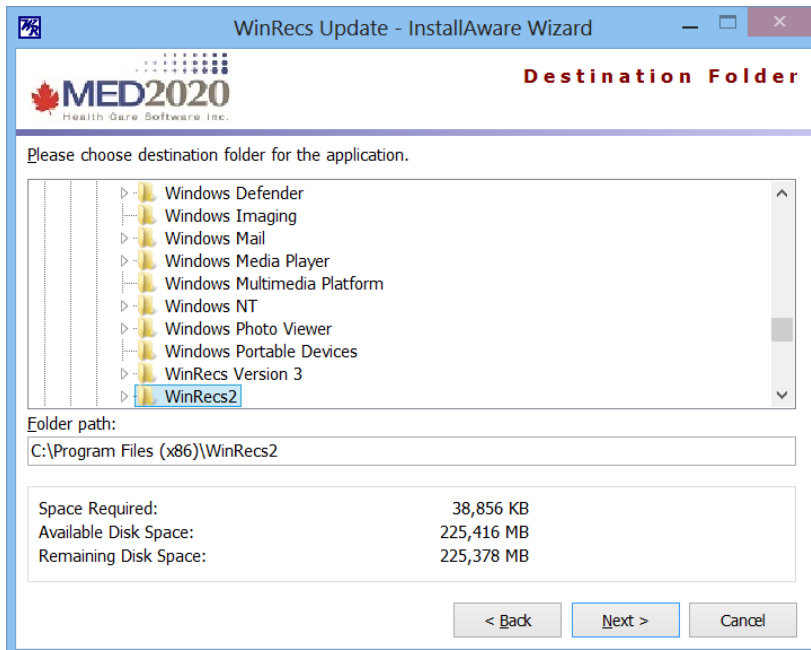 WR
WinRecs Update - InstallAware Wizard
MED2020
Health Care Software Inc.
Destination Folder
Please choose destination folder for the application.
Windows Defender
Windows Imaging
Windows Mail
Windows Media Player
Windows Multimedia Platform
Windows NT
Windows Photo Viewer
Windows Portable Devices
WinRecs Version 3
WinRecs2
Folder path:
C:\Program Files (x86)\WinRecs2
Space Required: 38,856 KB
Available Disk Space: 225,416 MB
Remaining Disk Space: 225,378 MB
< Back Next > Cancel